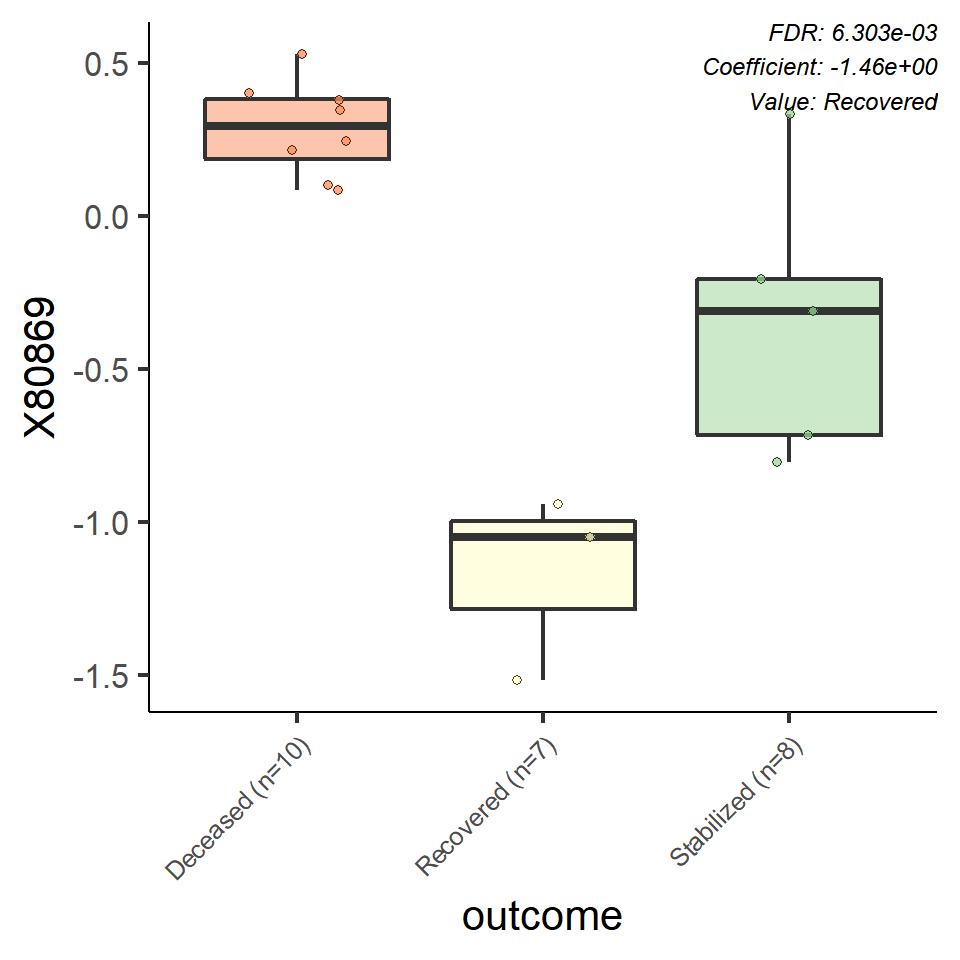 FDR: 6.303e-03
Coefficient: -1.46e+00
Value: Recovered
0.5
0.0
-0.5
-1.0
-1.5
X80869
Deceased (n=10)
Recovered (n=7)
Stabilized (n=8)
outcome